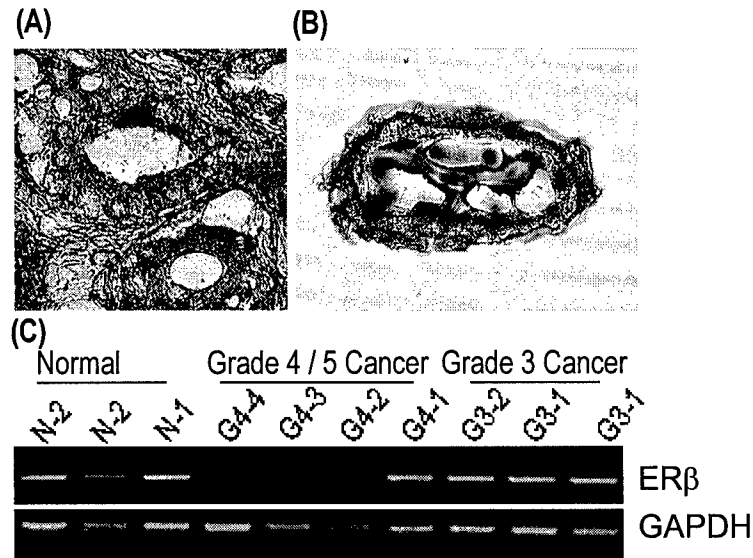 (A)
(B)
(C)
Normal Grade 4 / 5 Cancer Grade 3 Cancer
N-2 N-2 N-1 G4-4 G4-3 G4-2 G4-1 G3-2 G3-1 G3-1
ERβ
GAPDH